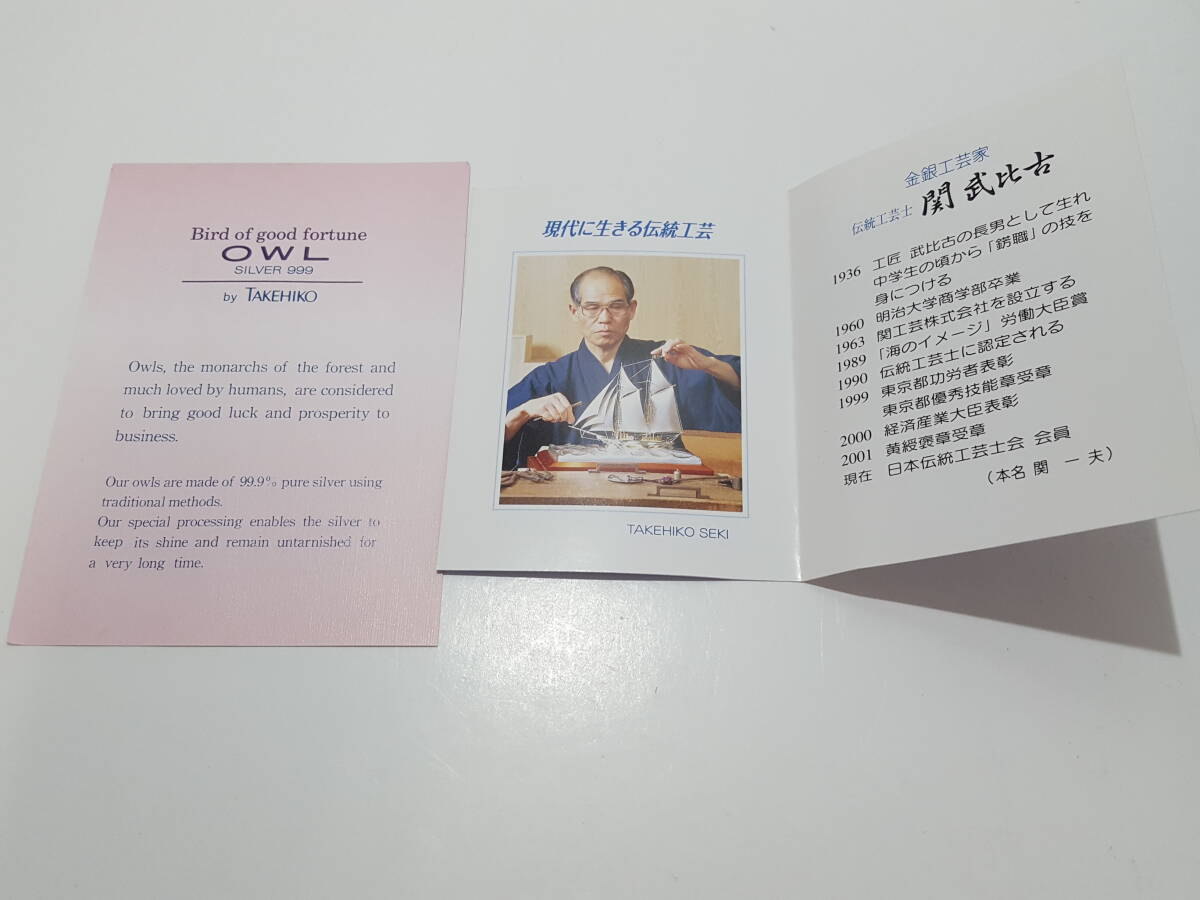 Bird of good fortune
OWL
SILVER 999
by TAKEHIKO
Owls, the monarchs of the forest and
much loved by humans, are considered
to bring good luck and prosperity to
business.
Our owls are made of 99.9% pure silver using
traditional methods.
Our special processing enables the silver to
keep its shine and remain untarnished for
a very long time.
現代に生きる伝統工芸
TAKEHIKO SEKI
金銀工芸家
伝統工芸士 関 武比古
1936 工匠 武比古の長男として生れ
中学生の頃から「錺職」の技を
身につける
1960 明治大学商学部卒業
1963 関工芸株式会社を設立する
1989 「海のイメージ」労働大臣賞
1990 伝統工芸士に認定される
1999 東京都功労者表彰
東京都優秀技能章受章
2000 経済産業大臣表彰
2001 黄綬褒章受章
現在 日本伝統工芸士会 会員
(本名 関 一夫)